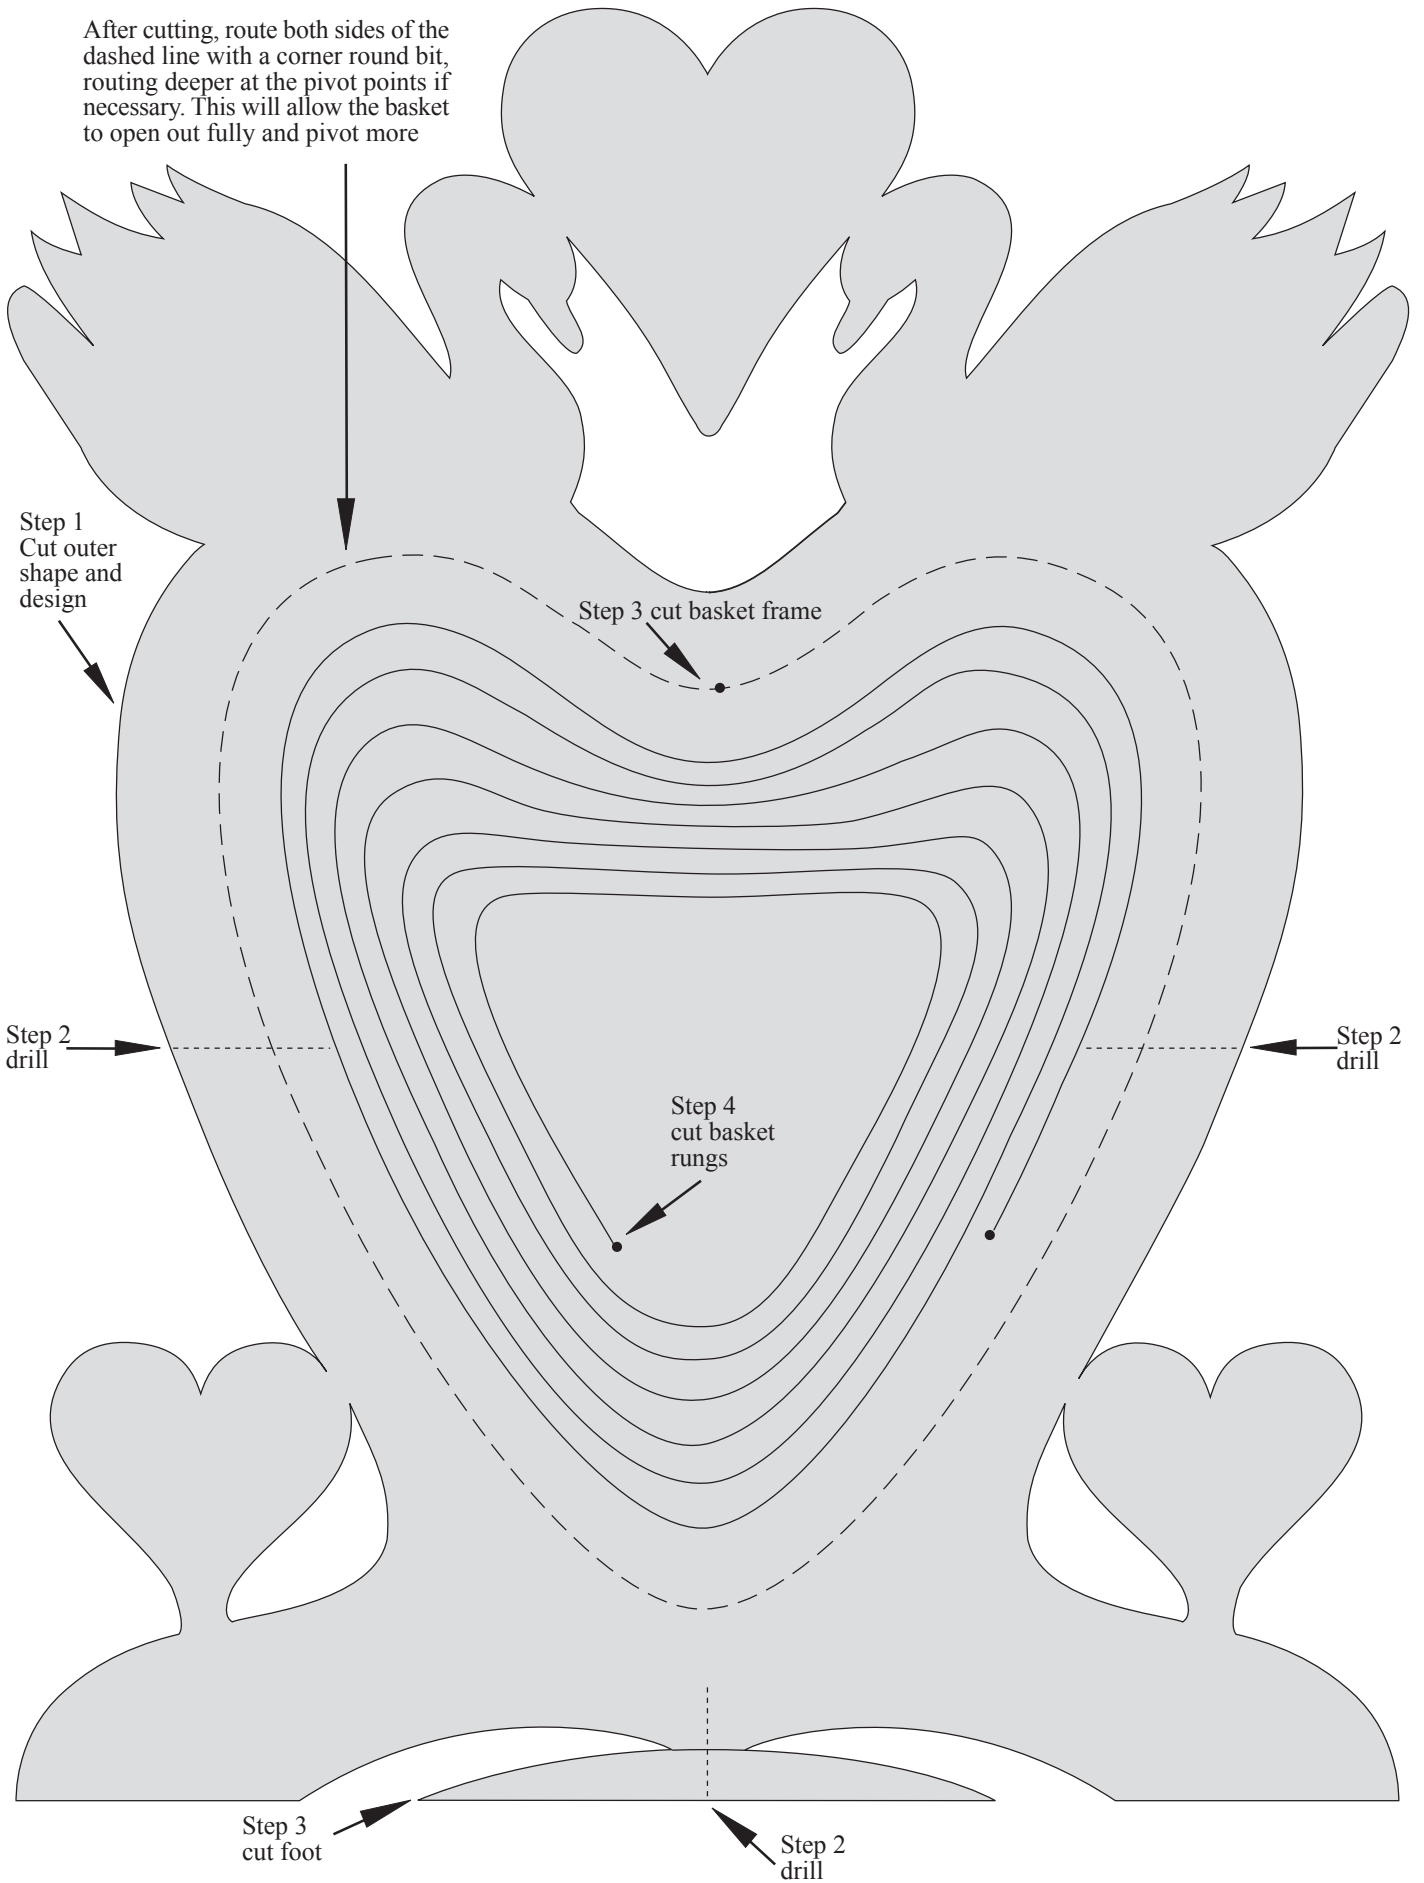 After cutting, route both sides of the
dashed line with a corner round bit,
routing deeper at the pivot points if
necessary. This will allow the basket
to open out fully and pivot more
Step 1
Cut outer
shape and
design
Step 3 cut basket frame
Step 2
drill
Step 2
drill
Step 4
cut basket
rungs
Step 3
cut foot
Step 2
drill